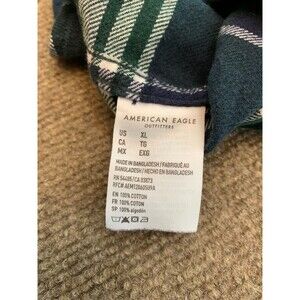 AMERICAN EAGLE
OUTFITTERS
US XL
CA TG
MX EXG
MADE IN BANGLADESH / FABRIQUÉ AU
BANGLADESH / HECHO EN BANGLADESH
RN 54485 / CA 03873
EN 100% COTTON
FR 100% COTON
SP 100% algodón